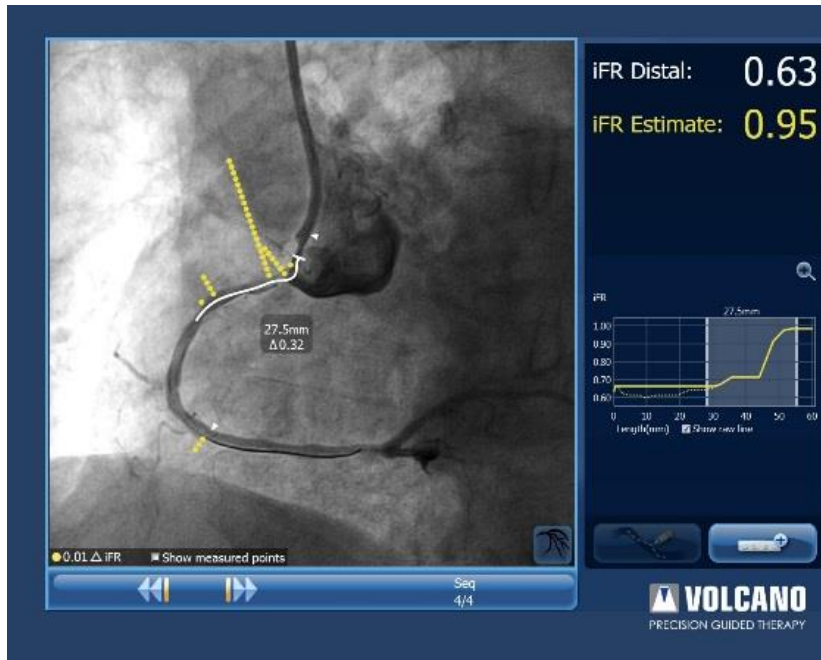 iFR Distal: 0.63
iFR Estimate: 0.95
27.5mm
Δ0.32
iFR
27.5mm
1.00
0.90
0.80
0.70
0.60
0 10 20 30 40 50 60
Length(mm) Show raw line
0.01 Δ iFR Show measured points
Seq
4/4
VOLCANO
PRECISION GUIDED THERAPY